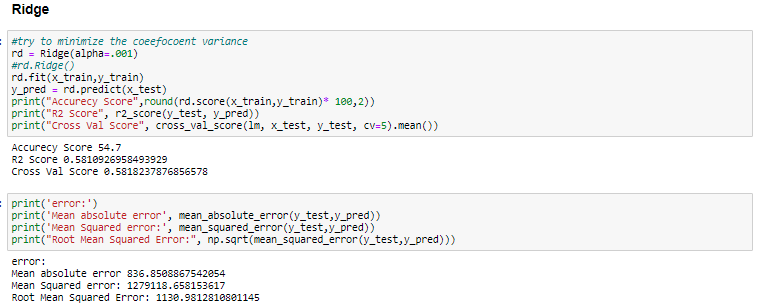 Ridge
#try to minimize the coeefocoent variance
rd = Ridge(alpha=.001)
#rd.Ridge()
rd.fit(x_train,y_train)
y_pred = rd.predict(x_test)
print("Accurecy Score",round(rd.score(x_train,y_train)* 100,2))
print("R2 Score", r2_score(y_test, y_pred))
print("Cross Val Score", cross_val_score(lm, x_test, y_test, cv=5).mean())
Accurecy Score 54.7
R2 Score 0.5810926958493929
Cross Val Score 0.5818237876856578
print('error:')
print('Mean absolute error', mean_absolute_error(y_test,y_pred))
print('Mean Squared error:', mean_squared_error(y_test,y_pred))
print("Root Mean Squared Error:", np.sqrt(mean_squared_error(y_test,y_pred)))
error:
Mean absolute error 836.8508867542054
Mean Squared error: 1279118.658153617
Root Mean Squared Error: 1130.9812810801145